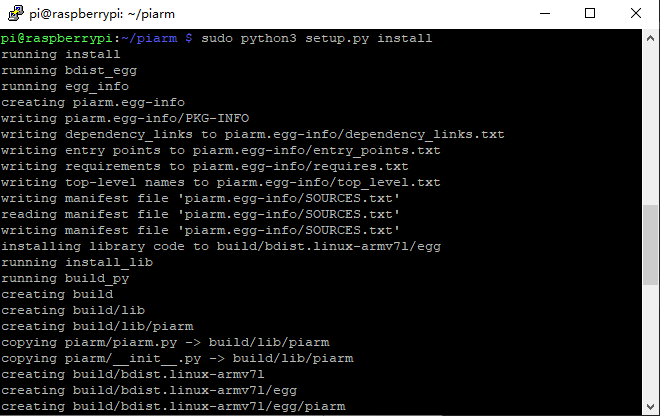 pi@raspberrypi: ~/piarm
pi@raspberrypi:~/piarm $ sudo python3 setup.py install
running install
running bdist_egg
running egg_info
creating piarm.egg-info
writing piarm.egg-info/PKG-INFO
writing dependency_links to piarm.egg-info/dependency_links.txt
writing entry points to piarm.egg-info/entry_points.txt
writing requirements to piarm.egg-info/requires.txt
writing top-level names to piarm.egg-info/top_level.txt
writing manifest file 'piarm.egg-info/SOURCES.txt'
reading manifest file 'piarm.egg-info/SOURCES.txt'
writing manifest file 'piarm.egg-info/SOURCES.txt'
installing library code to build/bdist.linux-armv7l/egg
running install_lib
running build_py
creating build
creating build/lib
creating build/lib/piarm
copying piarm/piarm.py -> build/lib/piarm
copying piarm/__init__.py -> build/lib/piarm
creating build/bdist.linux-armv7l
creating build/bdist.linux-armv7l/egg
creating build/bdist.linux-armv7l/egg/piarm